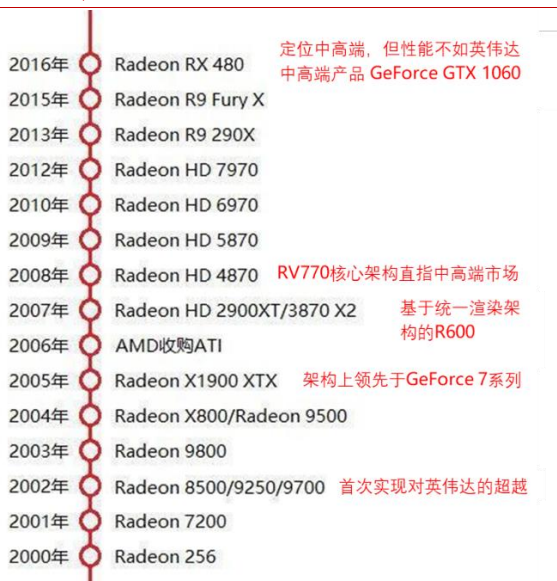 2016年 Radeon RX 480 定位中高端，但性能不如英伟达
中高端产品 GeForce GTX 1060
2015年 Radeon R9 Fury X
2013年 Radeon R9 290X
2012年 Radeon HD 7970
2010年 Radeon HD 6970
2009年 Radeon HD 5870
2008年 Radeon HD 4870 RV770核心架构直指中高端市场
2007年 Radeon HD 2900XT/3870 X2 基于统一渲染架
构的R600
2006年 AMD收购ATI
2005年 Radeon X1900 XTX 架构上领先于GeForce 7系列
2004年 Radeon X800/Radeon 9500
2003年 Radeon 9800
2002年 Radeon 8500/9250/9700 首次实现对英伟达的超越
2001年 Radeon 7200
2000年 Radeon 256